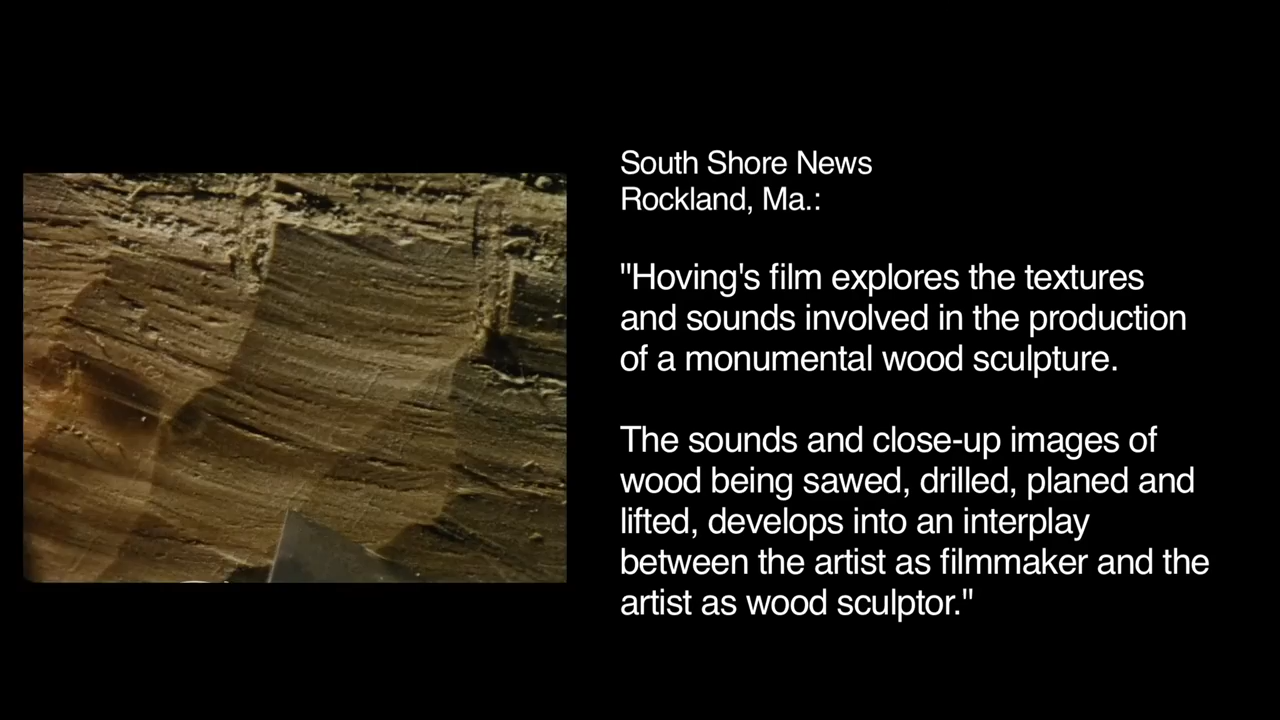 South Shore News
Rockland, Ma.:
"Hoving's film explores the textures
and sounds involved in the production
of a monumental wood sculpture.
The sounds and close-up images of
wood being sawed, drilled, planed and
lifted, develops into an interplay
between the artist as filmmaker and the
artist as wood sculptor."